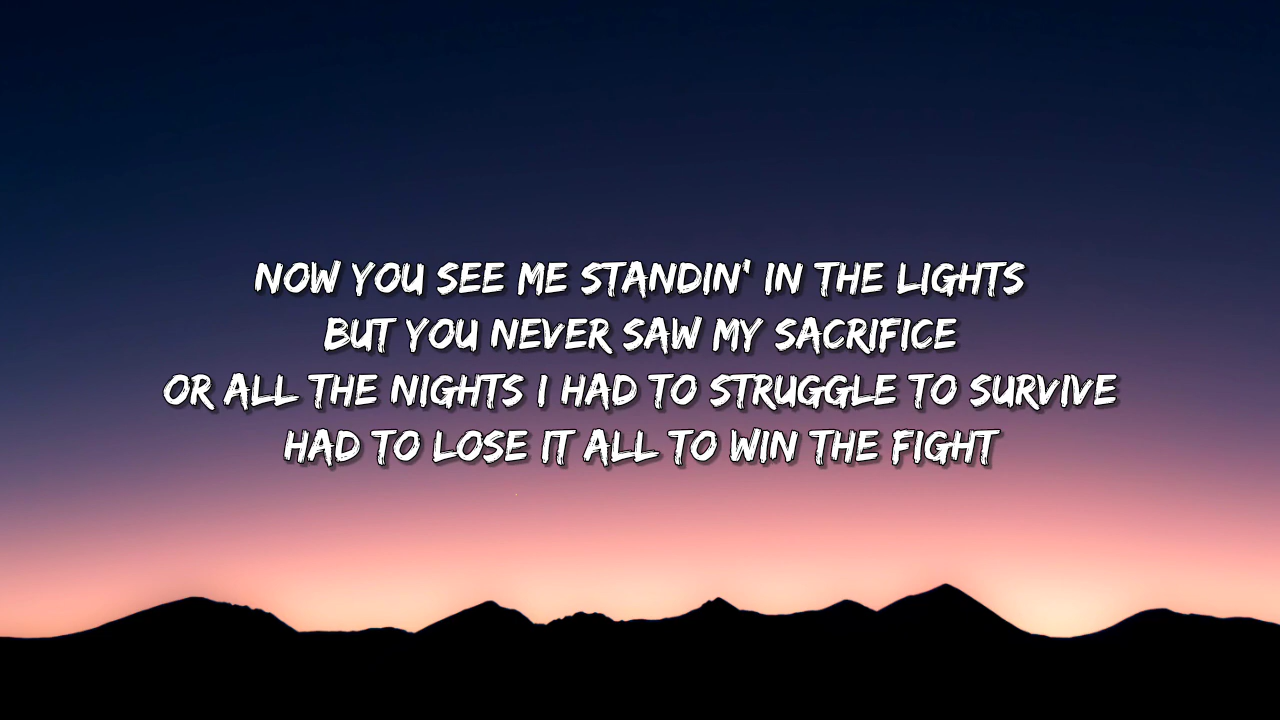 NOW YOU SEE ME STANDIN' IN THE LIGHTS
BUT YOU NEVER SAW MY SACRIFICE
OR ALL THE NIGHTS I HAD TO STRUGGLE TO SURVIVE
HAD TO LOSE IT ALL TO WIN THE FIGHT